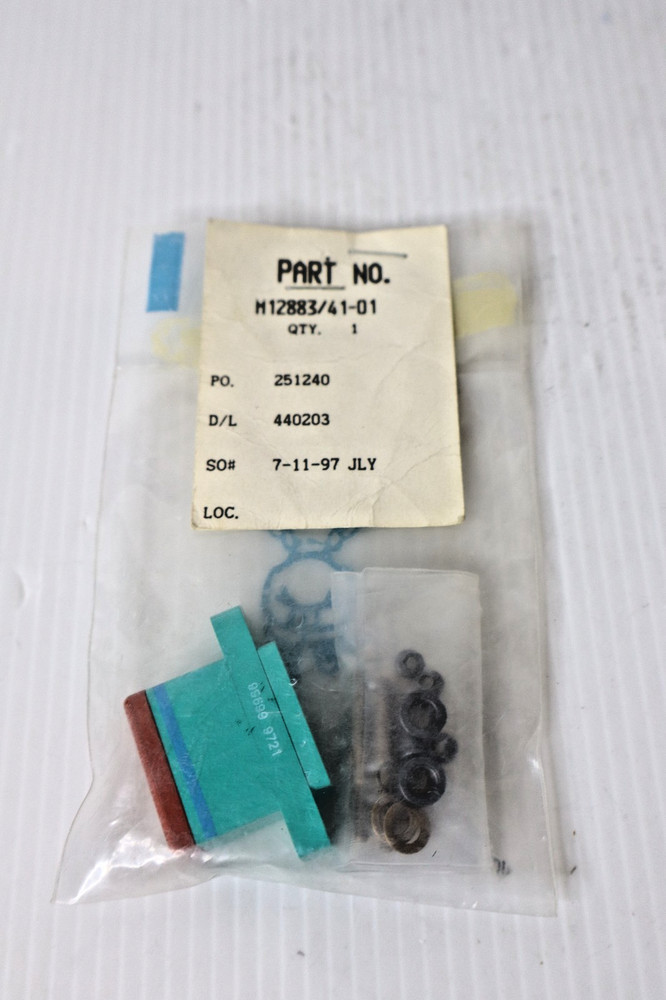 PART NO.
M12883/41-01
QTY. 1
PO. 251240
D/L 440203
SO# 7-11-97 JLY
LOC.
9721